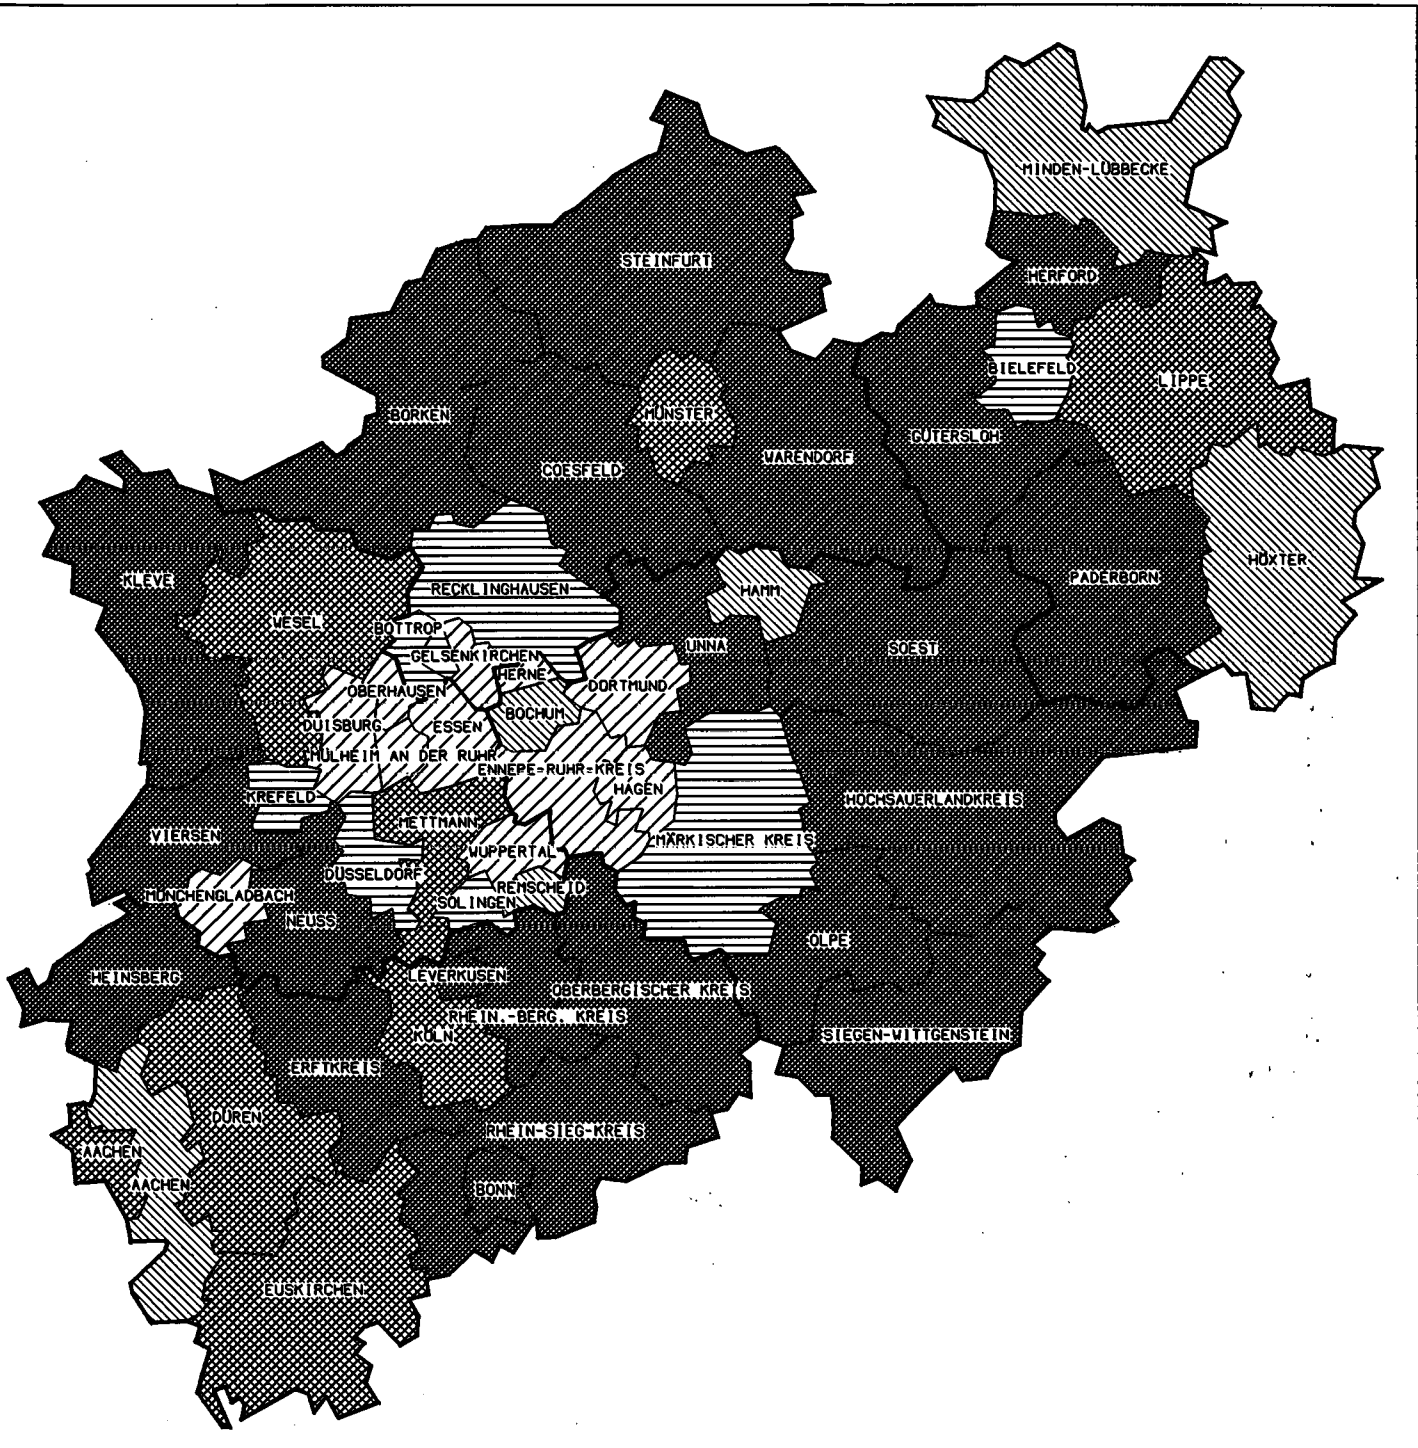 MINDEN-LÜBBECKE
STEINFURT
HERFORD
BIELEFELD
LIPPE
BORKEN
MÜNSTER
GÜTERSLOH
WARENDORF
COESFELD
HÖXTER
KLEVE
PADERBORN
RECKLINGHAUSEN
HAMM
WESEL
BOTTROP
UNNA
SOEST
GELSENKIRCHEN
HERNE
DORTMUND
OBERHAUSEN
BOCHUM
DUISBURG
ESSEN
MÜLHEIM AN DER RUHR
ENNEPE-RUHR-KREIS
HAGEN
KREFELD
HOCHSAUERLANDKREIS
METTMANN
VIERSEN
MÄRKISCHER KREIS
WUPPERTAL
DÜSSELDORF
REMSCHEID
MÖNCHENGLADBACH
SOLINGEN
NEUSS
OLPE
HEINSBERG
LEVERKUSEN
OBERBERGISCHER KREIS
RHEIN.-BERG. KREIS
KÖLN
SIEGEN-WITTGENSTEIN
ERFTKREIS
DÜREN
RHEIN-SIEG-KREIS
AACHEN
AACHEN
BONN
EUSKIRCHEN